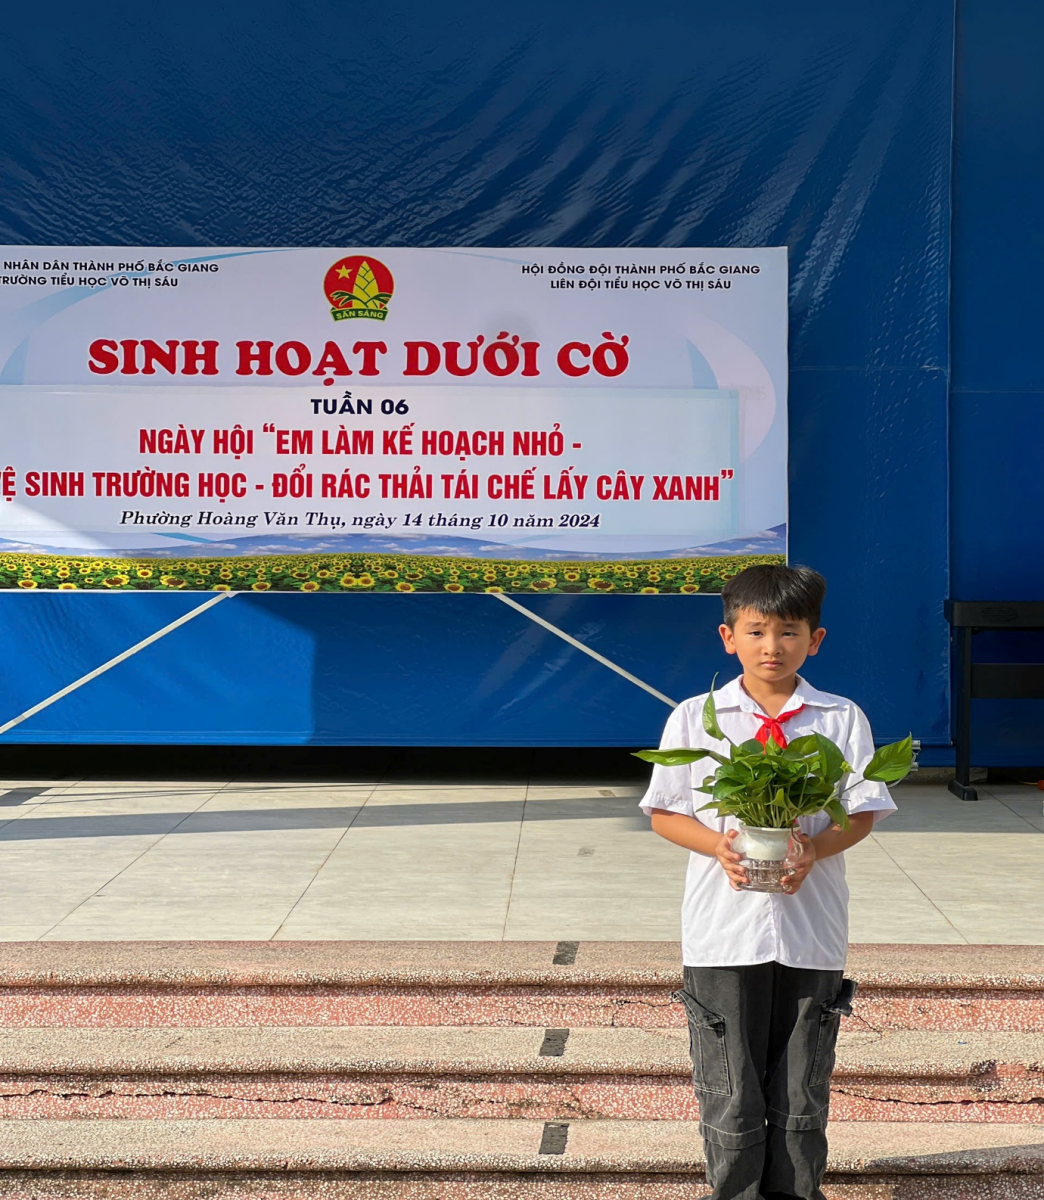 NHÂN DÂN THÀNH PHỐ BẮC GIANG
TRƯỜNG TIỂU HỌC VÕ THỊ SÁU
HỘI ĐỒNG ĐỘI THÀNH PHỐ BẮC GIANG
LIÊN ĐỘI TIỂU HỌC VÕ THỊ SÁU
SẴN SÀNG
SINH HOẠT DƯỚI CỜ
TUẦN 06
NGÀY HỘI “EM LÀM KẾ HOẠCH NHỎ -
VỆ SINH TRƯỜNG HỌC - ĐỔI RÁC THẢI TÁI CHẾ LẤY CÂY XANH”
Phường Hoàng Văn Thụ, ngày 14 tháng 10 năm 2024